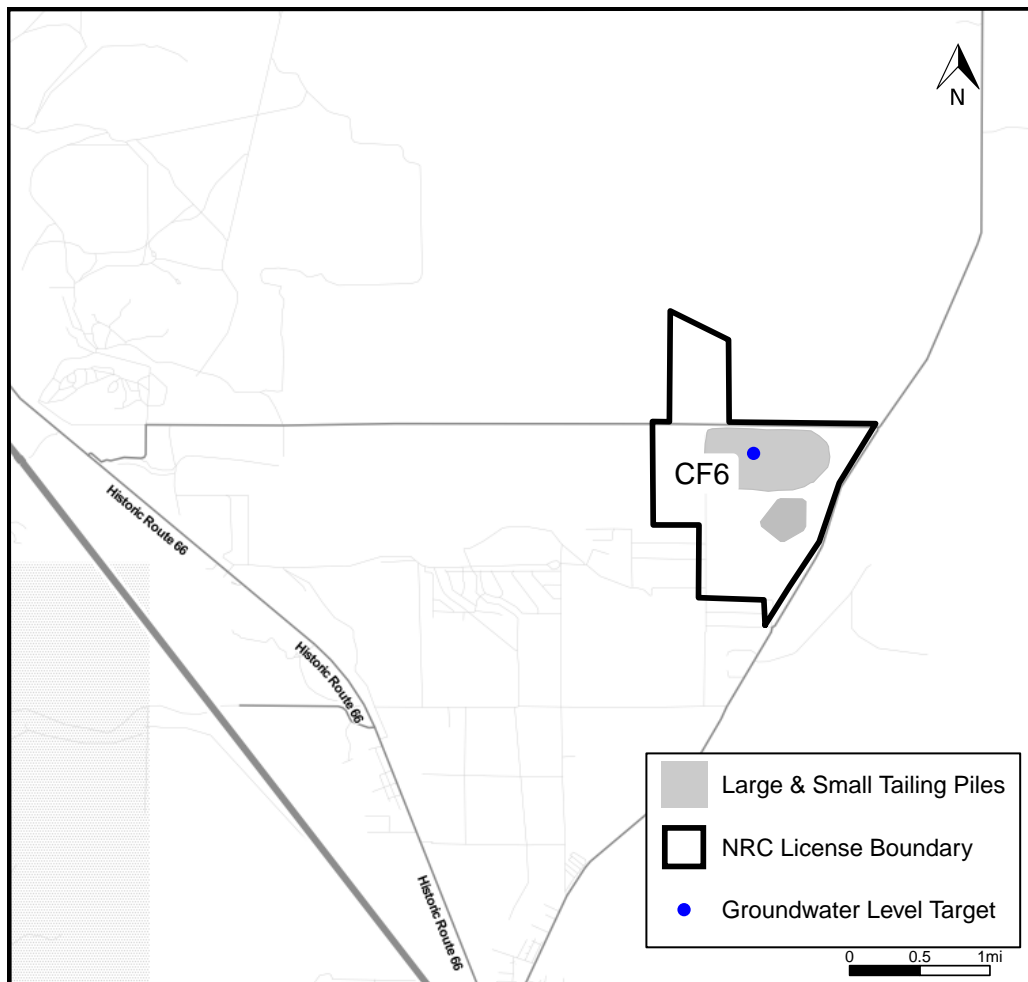 N
CF6
Historic Route 66
Historic Route 66
Historic Route 66
Large & Small Tailing Piles
NRC License Boundary
Groundwater Level Target
0 0.5 1mi